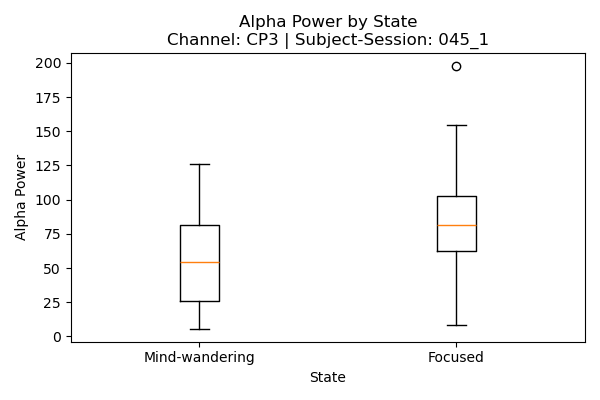 Alpha Power by State
Channel: CP3 | Subject-Session: 045_1
200
175
150
125
100
75
50
25
0
Alpha Power
Mind-wandering
Focused
State